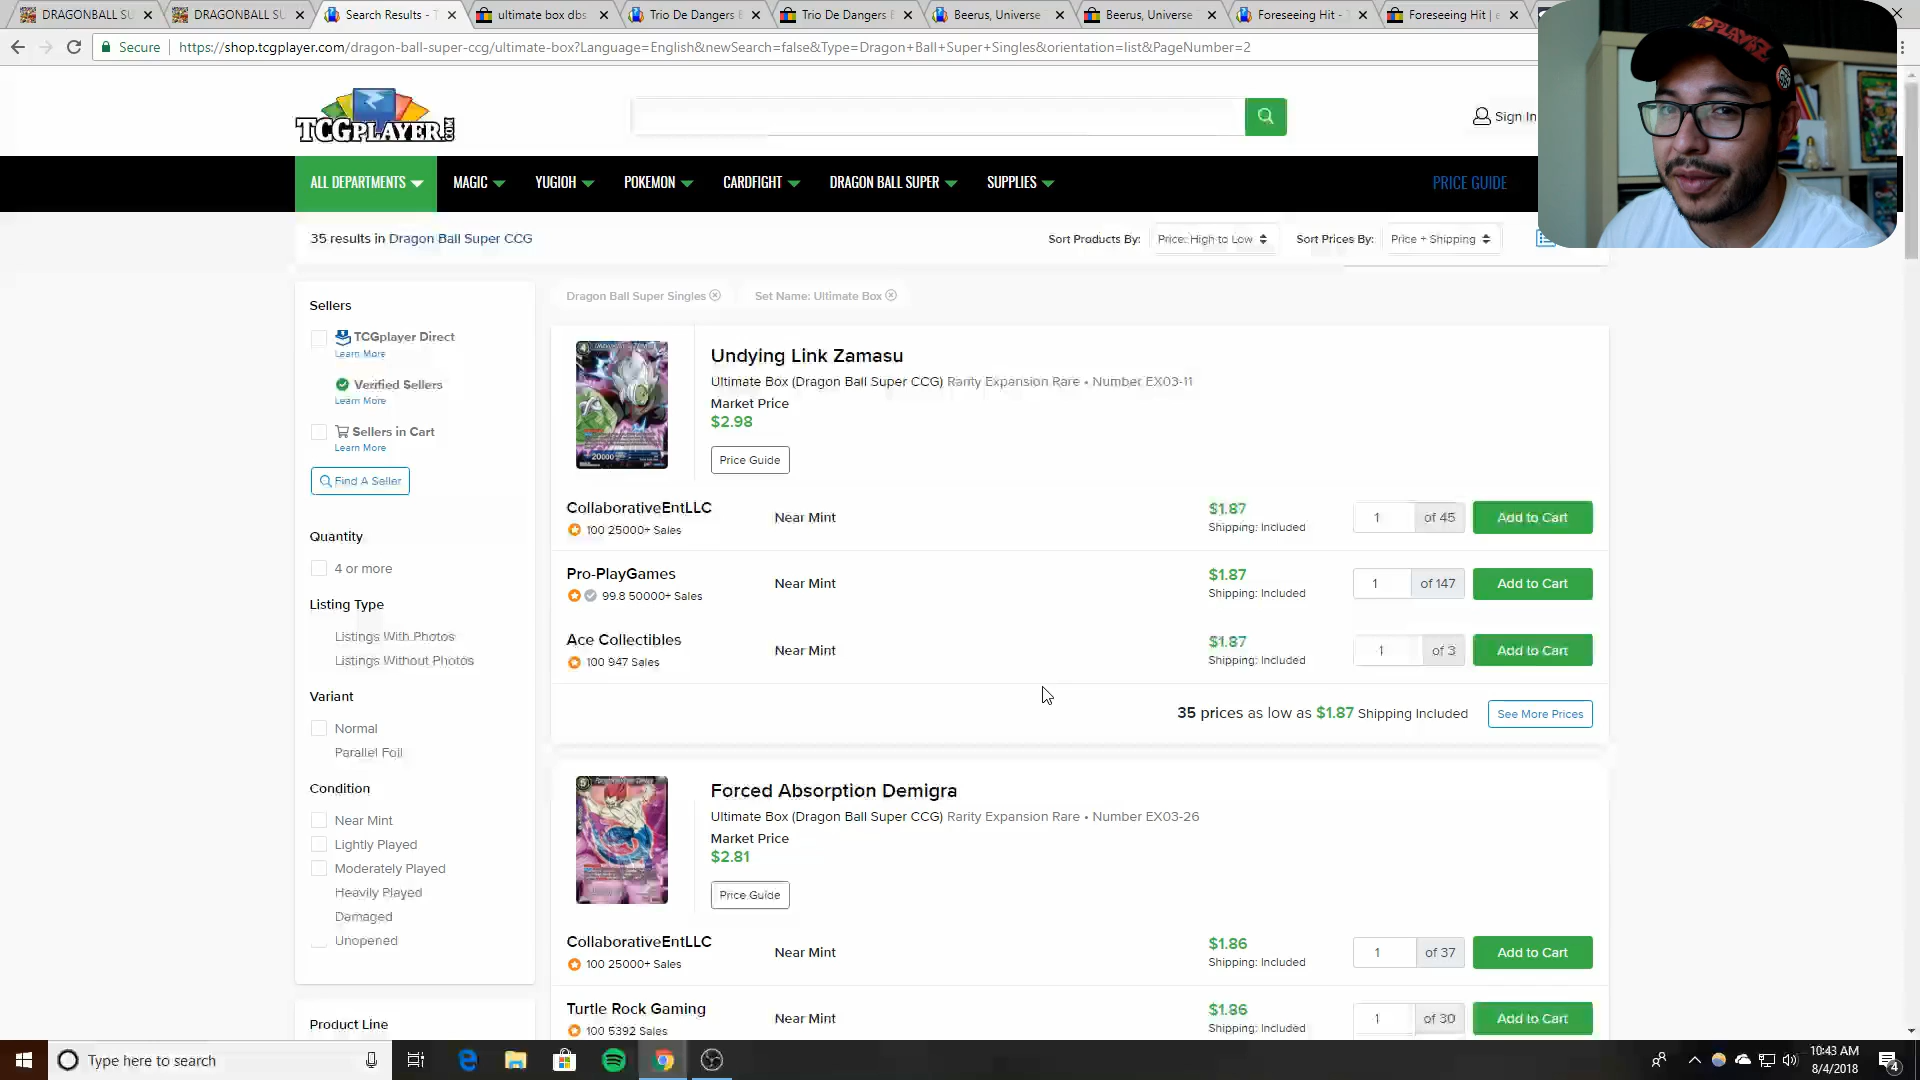 DRAGONBALL SU
DRAGONBALL SU
Search Results - T
ultimate box dbs
Trio De Dangers B
Trio De Dangers B
Beerus, Universe
Beerus, Universe
Foreseeing Hit - T
Foreseeing Hit | e
Secure https://shop.tcgplayer.com/dragon-ball-super-ccg/ultimate-box?Language=English&newSearch=false&Type=Dragon+Ball+Super+Singles&orientation=list&PageNumber=2
TCGPLAYER.COM
Sign In
ALL DEPARTMENTS
MAGIC
YUGIOH
POKEMON
CARDFIGHT
DRAGON BALL SUPER
SUPPLIES
PRICE GUIDE
35 results in Dragon Ball Super CCG
Sort Products By: Price: High to Low
Sort Prices By: Price + Shipping
Dragon Ball Super Singles
Set Name: Ultimate Box
Sellers
TCGplayer Direct
Learn More
Verified Sellers
Learn More
Sellers in Cart
Learn More
Find A Seller
Quantity
4 or more
Listing Type
Listings With Photos
Listings Without Photos
Variant
Normal
Parallel Foil
Condition
Near Mint
Lightly Played
Moderately Played
Heavily Played
Damaged
Unopened
Product Line
Undying Link Zamasu
Ultimate Box (Dragon Ball Super CCG) Rarity Expansion Rare • Number EX03-11
Market Price
$2.98
Price Guide
20000
CollaborativeEntLLC
100 25000+ Sales
Near Mint
$1.87
Shipping: Included
1 of 45
Add to Cart
Pro-PlayGames
99.8 50000+ Sales
Near Mint
$1.87
Shipping: Included
1 of 147
Add to Cart
Ace Collectibles
100 947 Sales
Near Mint
$1.87
Shipping: Included
1 of 3
Add to Cart
35 prices as low as $1.87 Shipping Included
See More Prices
Forced Absorption Demigra
Ultimate Box (Dragon Ball Super CCG) Rarity Expansion Rare • Number EX03-26
Market Price
$2.81
Price Guide
CollaborativeEntLLC
100 25000+ Sales
Near Mint
$1.86
Shipping: Included
1 of 37
Add to Cart
Turtle Rock Gaming
100 5392 Sales
Near Mint
$1.86
Shipping: Included
1 of 30
Add to Cart
Type here to search
10:43 AM
8/4/2018
4